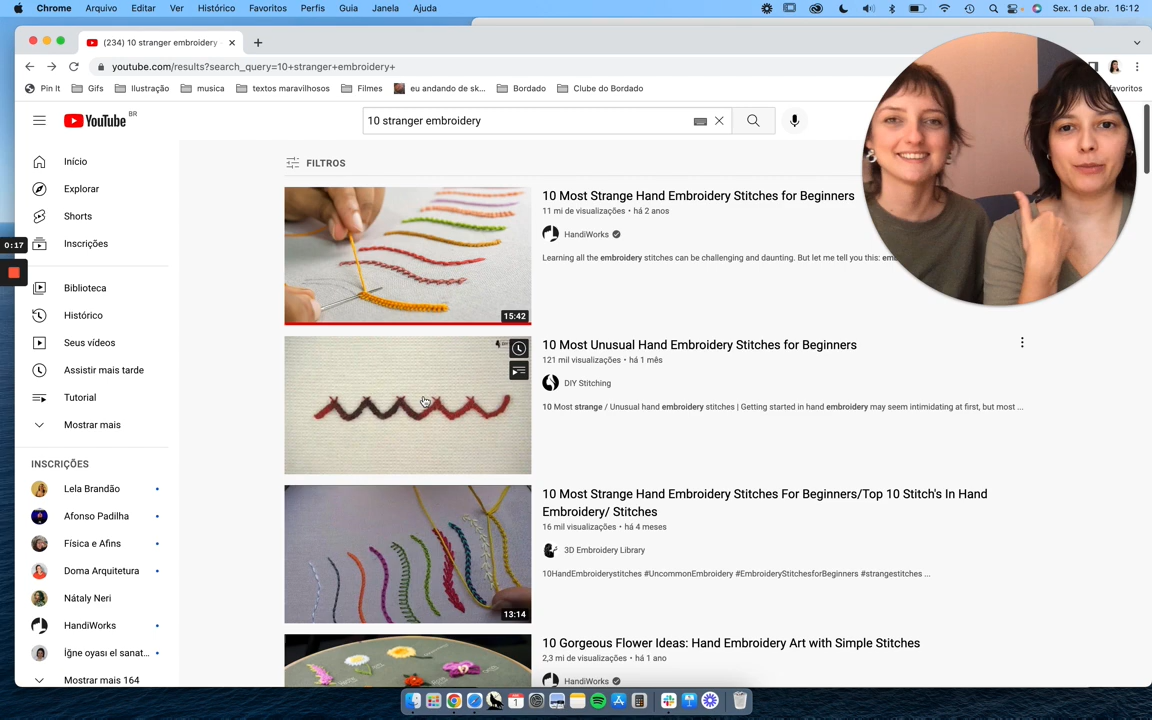 Chrome Arquivo Editar Ver Histórico Favoritos Perfis Guia Janela Ajuda Sex. 1 de abr. 16:12
(234) 10 stranger embroidery
youtube.com/results?search_query=10+stranger+embroidery+
Pin It Gifs Ilustração musica textos maravilhosos Filmes eu andando de sk... Bordado Clube do Bordado
YouTube BR
10 stranger embroidery
FILTROS
Início
Explorar
Shorts
Inscrições
0:17
Biblioteca
Histórico
Seus vídeos
Assistir mais tarde
Tutorial
Mostrar mais
INSCRIÇÕES
Lela Brandão
Afonso Padilha
Física e Afins
Doma Arquitetura
Nátaly Neri
HandiWorks
İğne oyası el sanat...
Mostrar mais 164
15:42
10 Most Strange Hand Embroidery Stitches for Beginners
11 mi de visualizações • há 2 anos
HandiWorks
Learning all the embroidery stitches can be challenging and daunting. But let me tell you this:
10 Most Unusual Hand Embroidery Stitches for Beginners
121 mil visualizações • há 1 mês
DIY Stitching
10 Most strange / Unusual hand embroidery stitches | Getting started in hand embroidery may seem intimidating at first, but most ...
13:14
10 Most Strange Hand Embroidery Stitches For Beginners/Top 10 Stitch's In Hand
Embroidery/ Stitches
16 mil visualizações • há 4 meses
3D Embroidery Library
10HandEmbroiderystitches #UncommonEmbroidery #EmbroideryStitchesforBeginners #strangestitches ...
10 Gorgeous Flower Ideas: Hand Embroidery Art with Simple Stitches
2,3 mi de visualizações • há 1 ano
HandiWorks